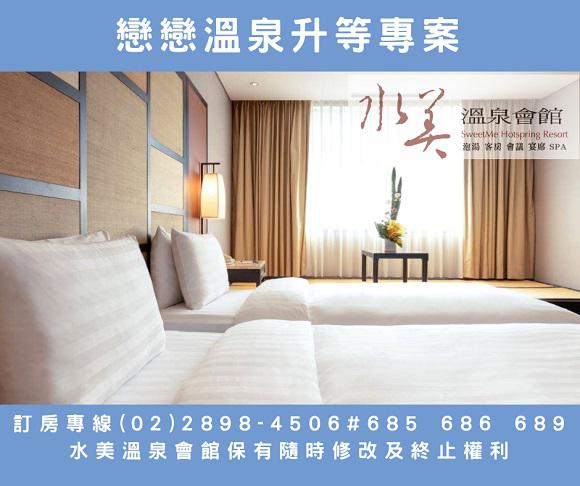 戀戀溫泉升等專案
水美
溫泉會館
SweetMe Hotspring Resort
泡湯 客房 會議 宴廊 SPA
訂房專線(02)2898-4506#685 686 689
水美溫泉會館保有隨時修改及終止權利